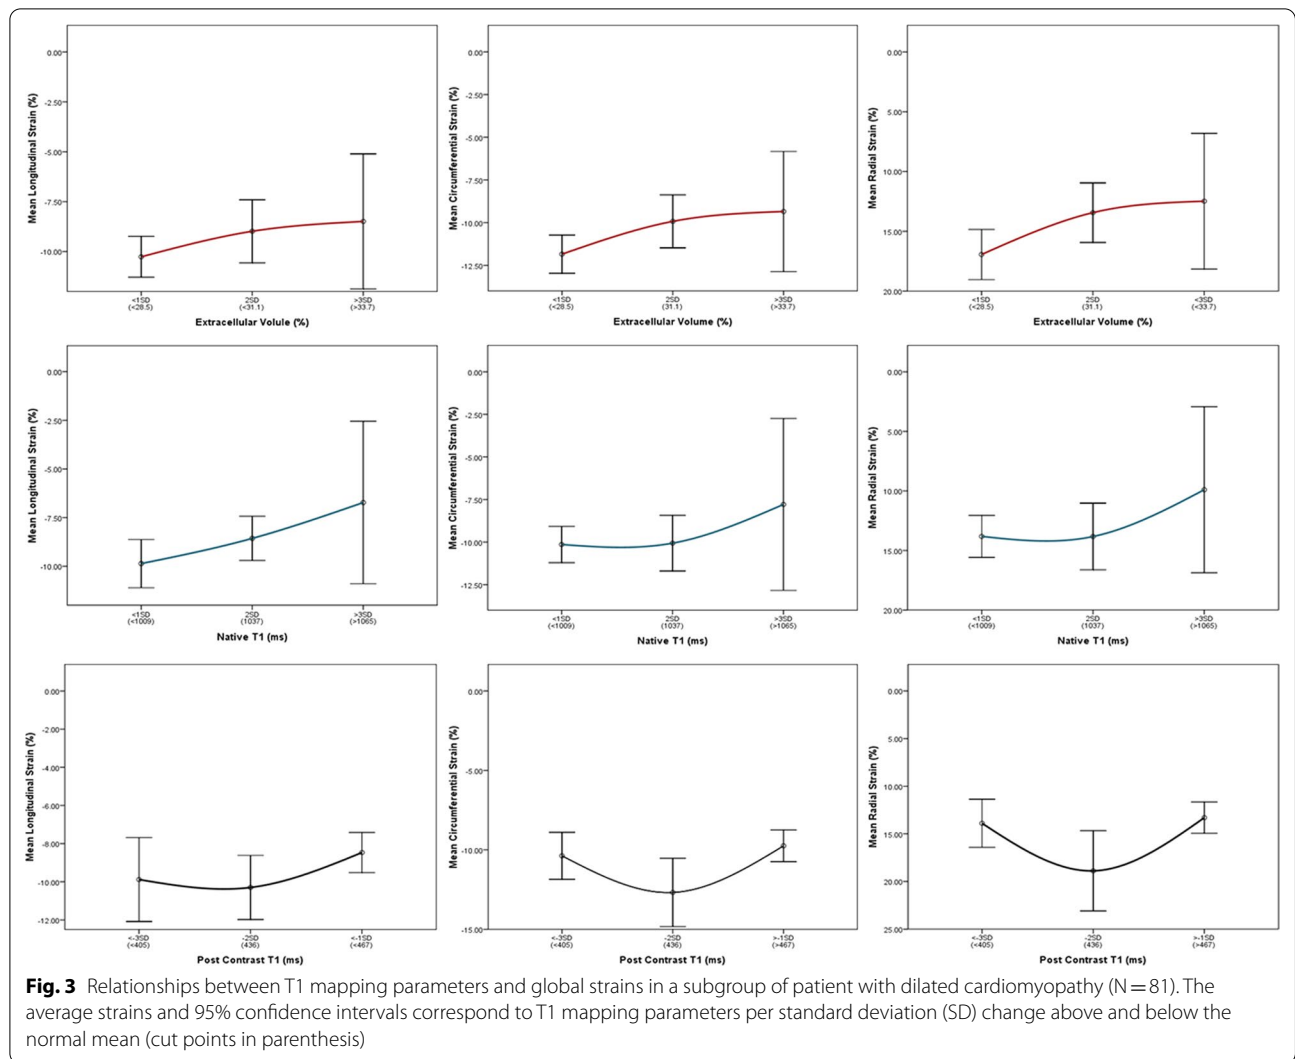 0.00
-2.50
-5.00
-7.50
-10.00
Mean Longitudinal Strain (%)
<1SD
(<28.5)
2SD
(<31.1)
>3SD
(>33.7)
Extracellular Volule (%)
0.00
-2.50
-5.00
-7.50
-10.00
-12.50
Mean Circumferential Strain (%)
<1SD
(<28.5)
2SD
(31.1)
>3SD
(>33.7)
Extracellular Volume (%)
0.00
5.00
10.00
15.00
20.00
Mean Radial Strain (%)
<1SD
(<28.5)
2SD
(31.1)
<3SD
(<33.7)
Extracellular Volume (%)
0.00
-2.50
-5.00
-7.50
-10.00
Mean Longitudinal Strain (%)
<1SD
(<1009)
2SD
(1037)
>3SD
(>1065)
Native T1 (ms)
0.00
-2.50
-5.00
-7.50
-10.00
-12.50
Mean Circumferential Strain (%)
<1SD
(<1009)
2SD
(1037)
>3SD
(>1065)
Native T1 (ms)
0.00
5.00
10.00
15.00
20.00
Mean Radial Strain (%)
<1SD
(<1009)
2SD
(1037)
>3SD
(>1065)
Native T1 (ms)
0.00
-2.00
-4.00
-6.00
-8.00
-10.00
-12.00
Mean Longitudinal Strain (%)
<-3SD
(<405)
-2SD
(436)
<-1SD
(<467)
Post Contrast T1 (ms)
0.00
-5.00
-10.00
-15.00
Mean Circumferential Strain (%)
<-3SD
(<405)
-2SD
(436)
>-1SD
(>467)
Post Contrast T1 (ms)
0.00
5.00
10.00
15.00
20.00
25.00
Mean Radial Strain (%)
<-3SD
(<405)
-2SD
(436)
>-1SD
(>467)
Post Contrast T1 (ms)
Fig. 3 Relationships between T1 mapping parameters and global strains in a subgroup of patient with dilated cardiomyopathy (N = 81). The
average strains and 95% confidence intervals correspond to T1 mapping parameters per standard deviation (SD) change above and below the
normal mean (cut points in parenthesis)